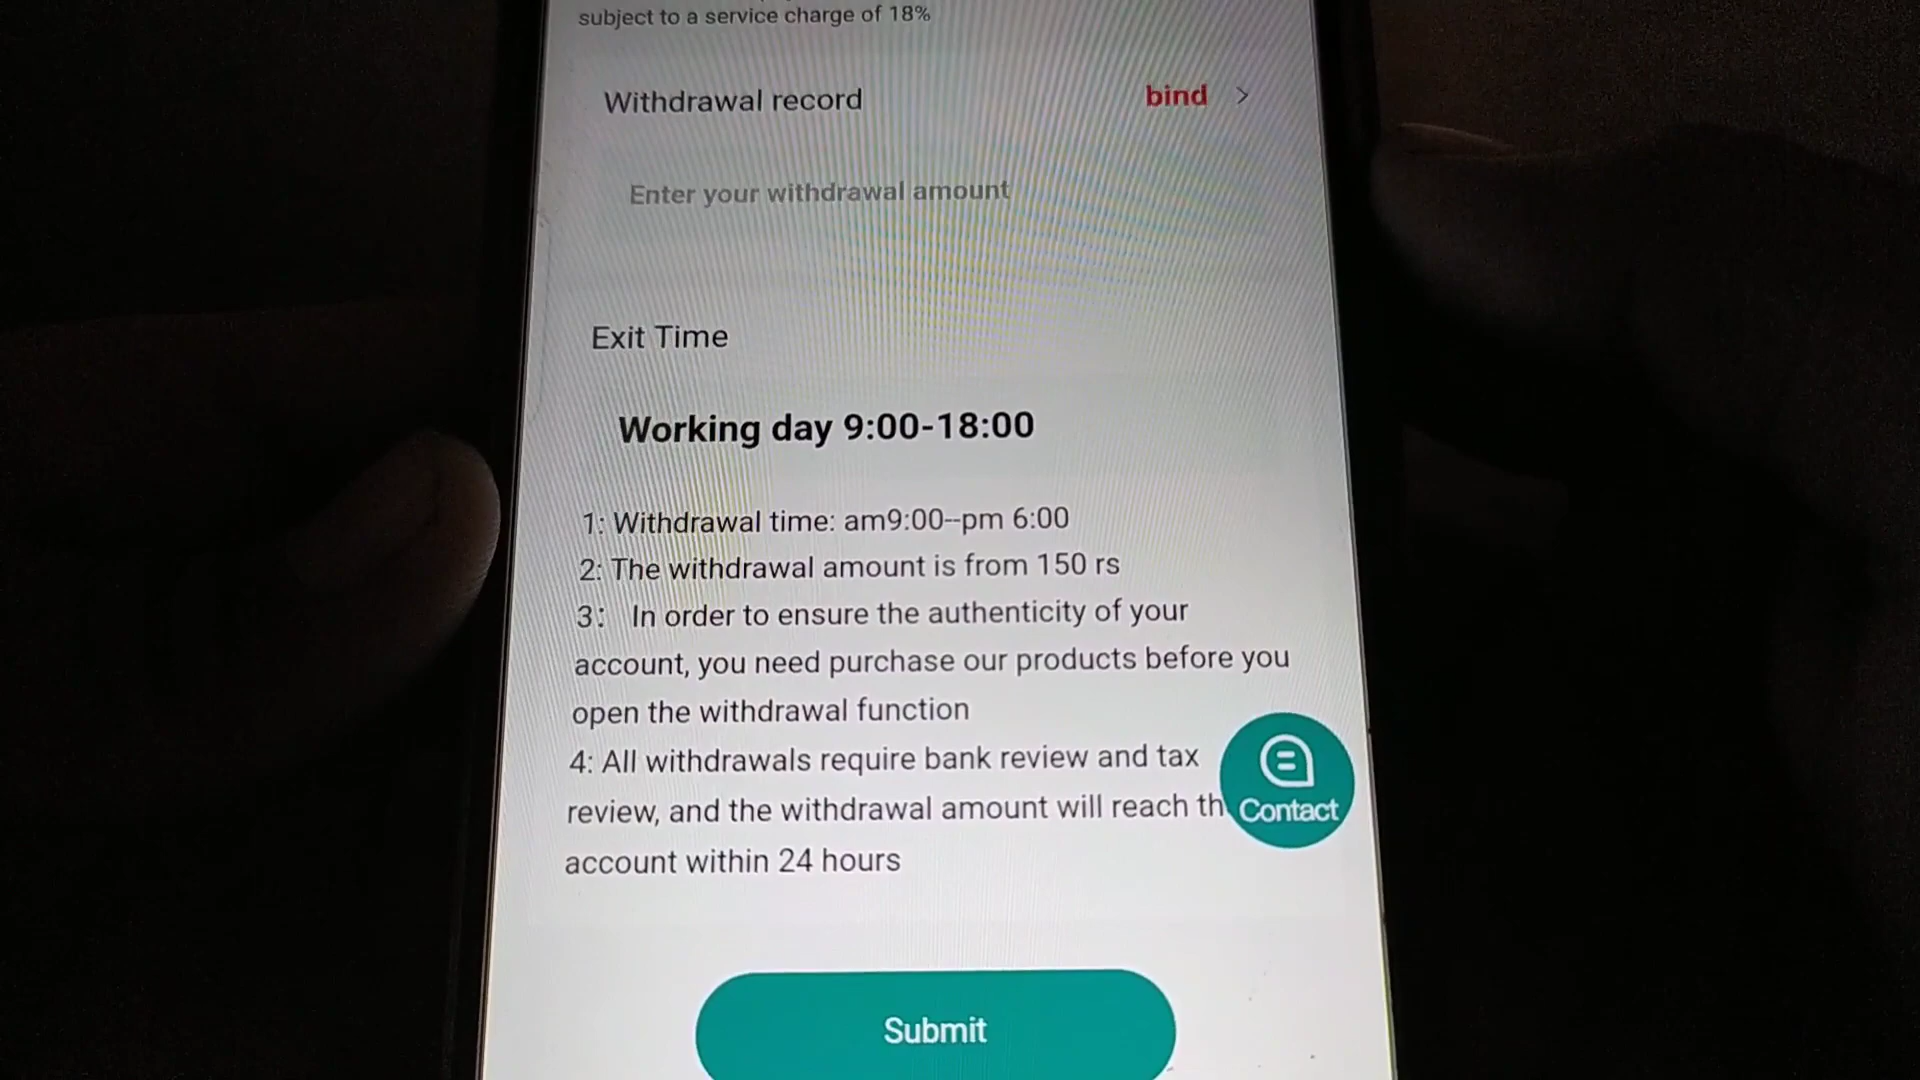 subject to a service charge of 18%
Withdrawal record bind >
Enter your withdrawal amount
Exit Time
Working day 9:00-18:00
1: Withdrawal time: am9:00--pm 6:00
2: The withdrawal amount is from 150 rs
3: In order to ensure the authenticity of your
account, you need purchase our products before you
open the withdrawal function
4: All withdrawals require bank review and tax
review, and the withdrawal amount will reach th
Contact
account within 24 hours
Submit